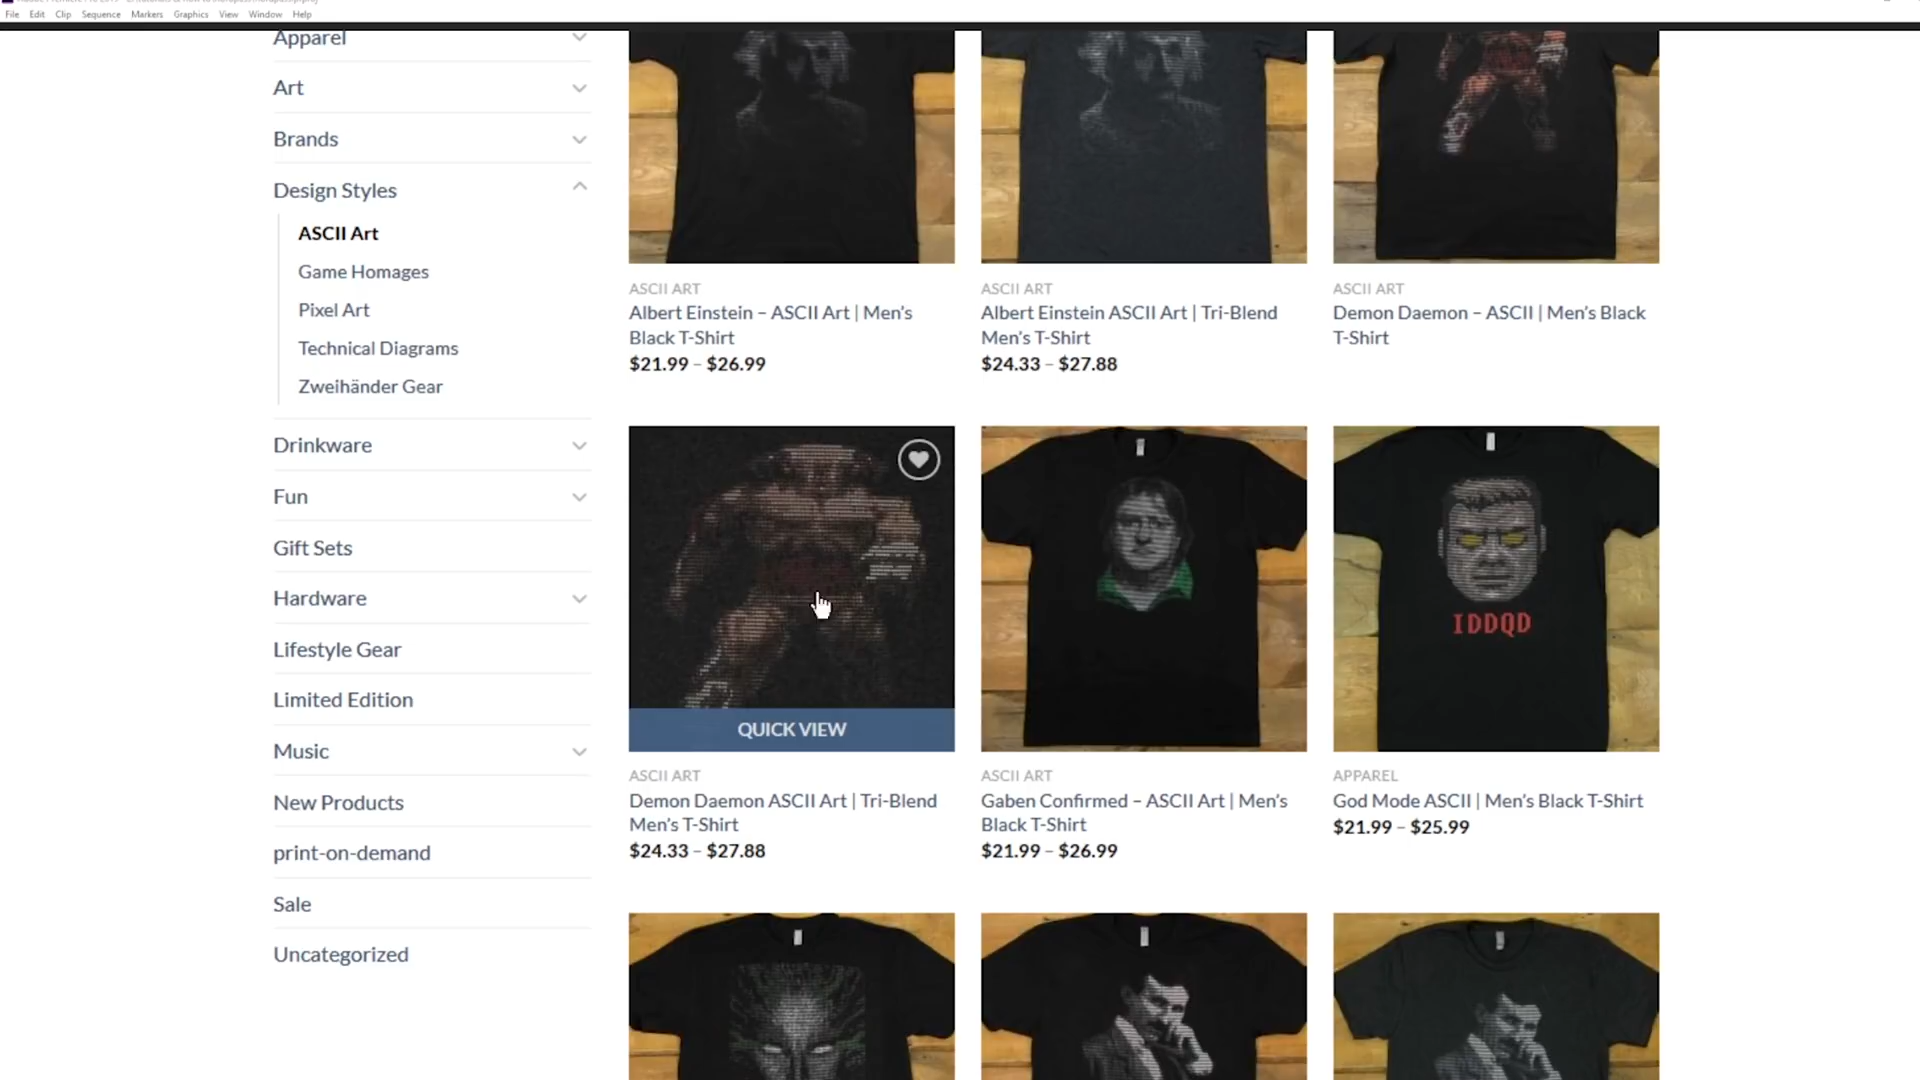 File Edit Clip Sequence Markers Graphics View Window Help
Apparel
Art
Brands
Design Styles
ASCII Art
Game Homages
Pixel Art
Technical Diagrams
Zweihänder Gear
Drinkware
Fun
Gift Sets
Hardware
Lifestyle Gear
Limited Edition
Music
New Products
print-on-demand
Sale
Uncategorized
ASCII ART
Albert Einstein – ASCII Art | Men's
Black T-Shirt
$21.99 – $26.99
ASCII ART
Albert Einstein ASCII Art | Tri-Blend
Men's T-Shirt
$24.33 – $27.88
ASCII ART
Demon Daemon – ASCII | Men's Black
T-Shirt
QUICK VIEW
ASCII ART
Demon Daemon ASCII Art | Tri-Blend
Men's T-Shirt
$24.33 – $27.88
ASCII ART
Gaben Confirmed – ASCII Art | Men's
Black T-Shirt
$21.99 – $26.99
IDDQD
APPAREL
God Mode ASCII | Men's Black T-Shirt
$21.99 – $25.99